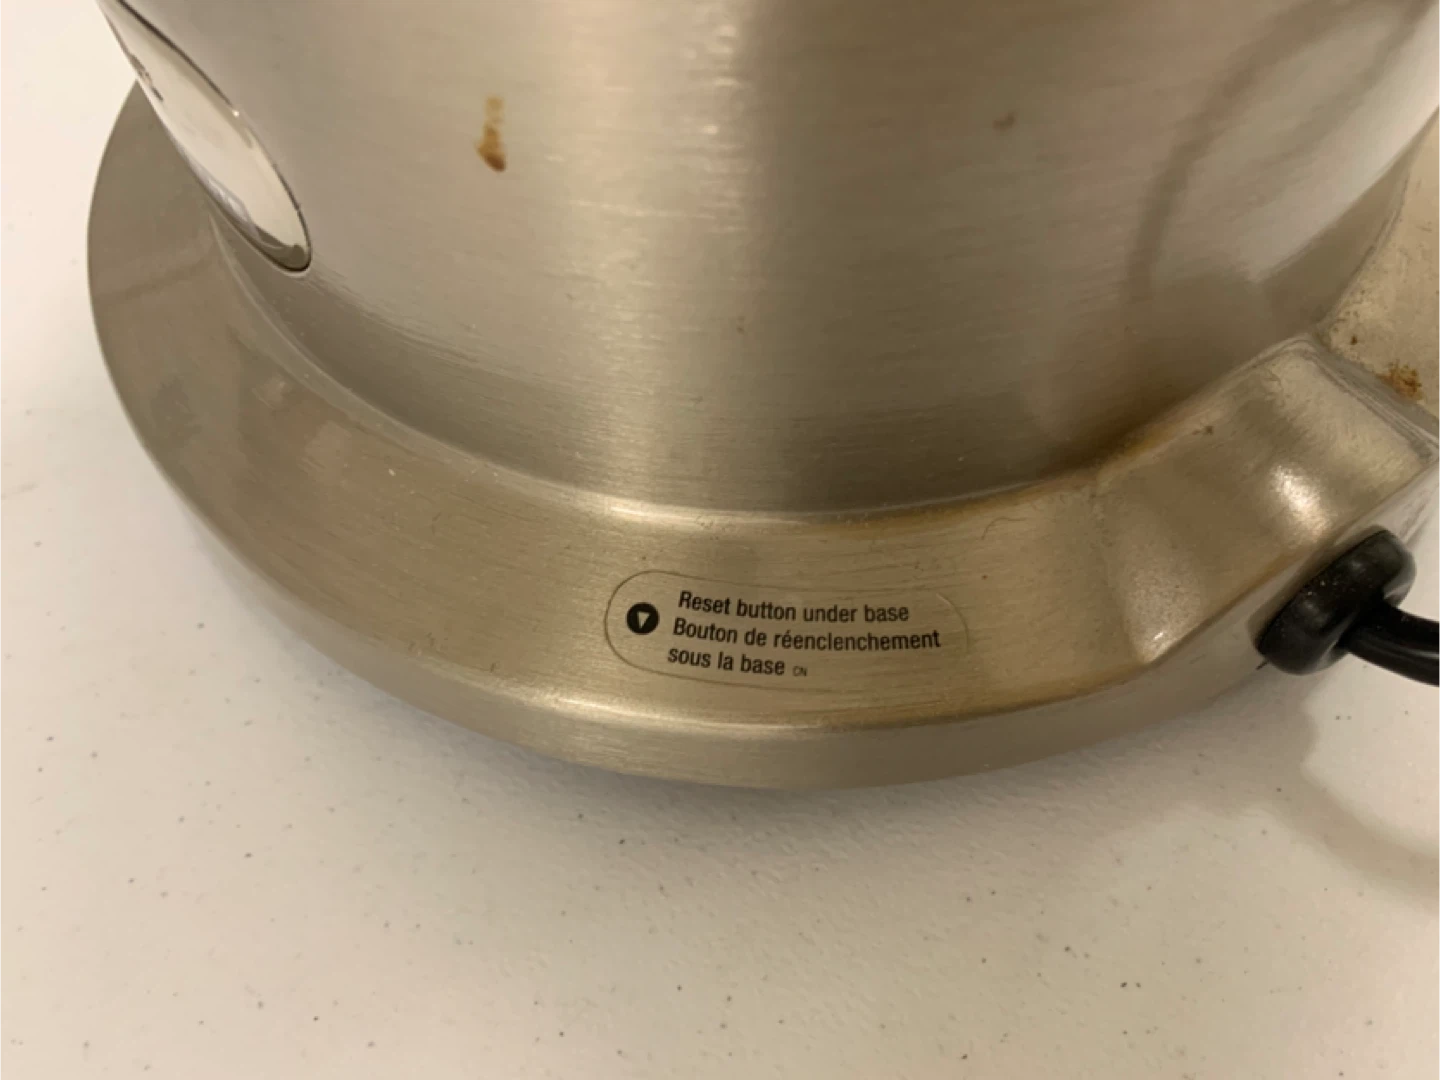 Reset button under base
Bouton de réenclenchement
sous la base CN